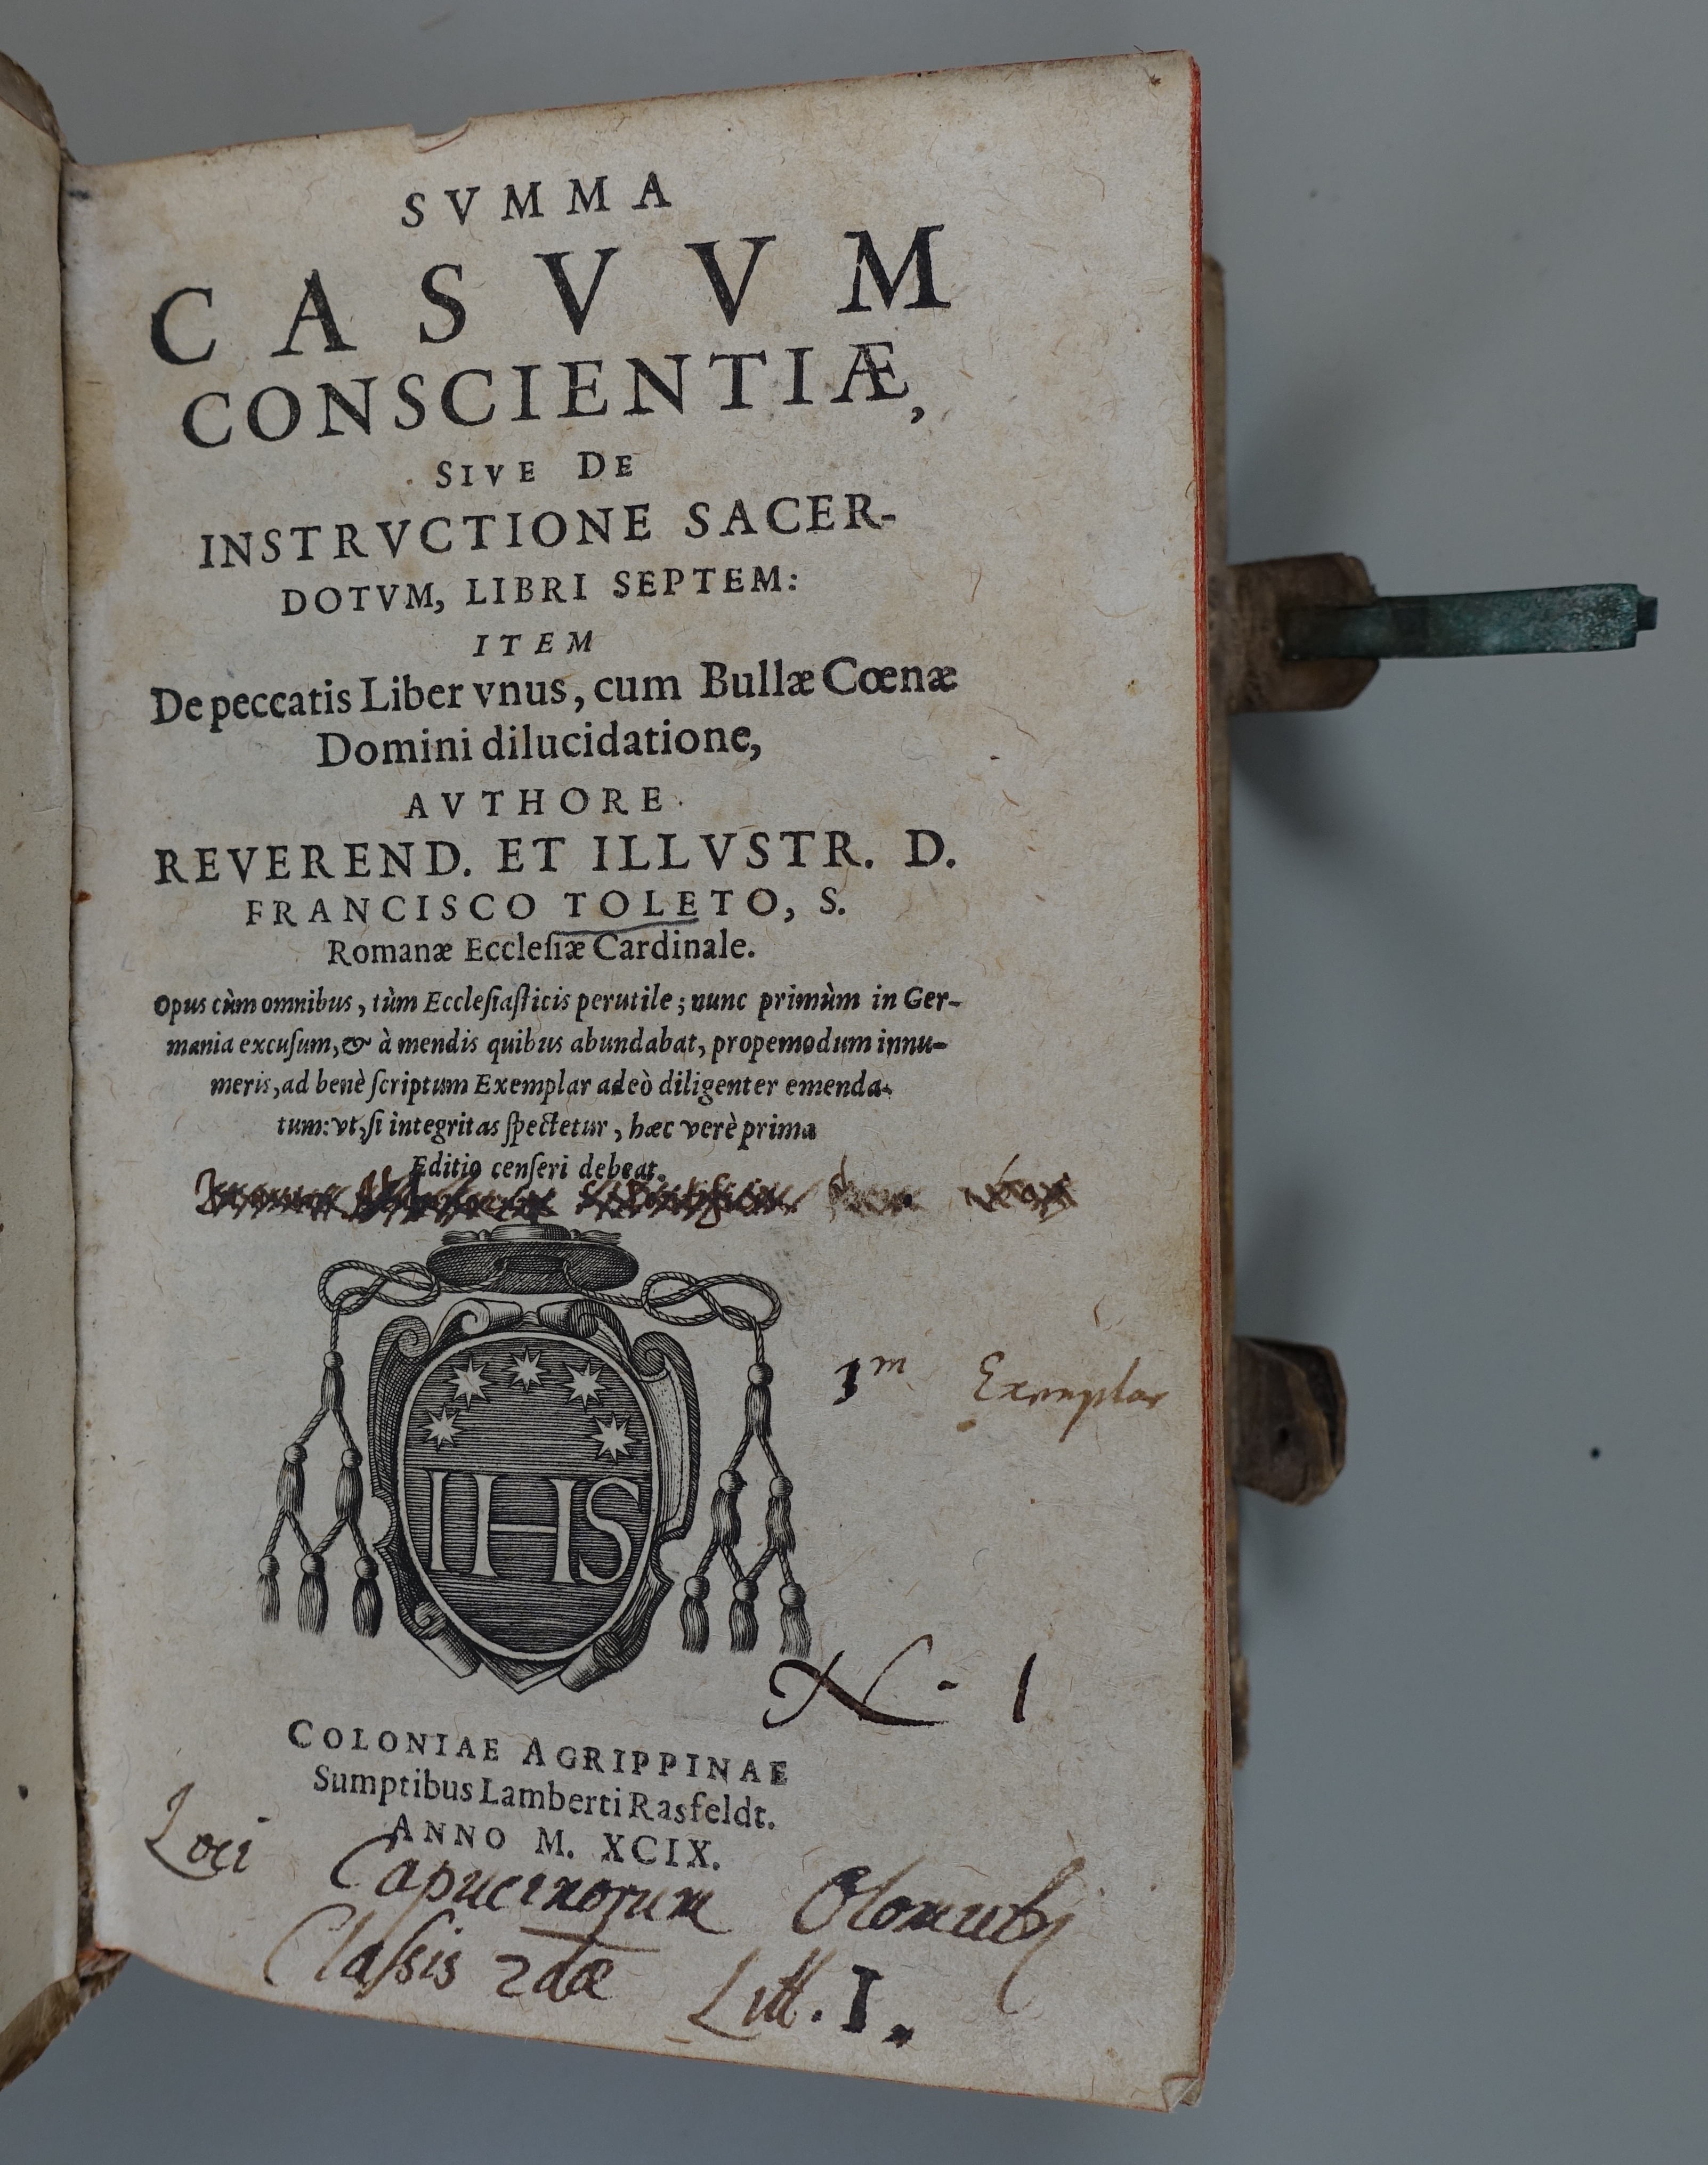 SVMMA
CASVVM
CONSCIENTIÆ,
SIVE DE
INSTRVCTIONE SACER-
DOTVM, LIBRI SEPTEM:
ITEM
De peccatis Liber vnus, cum Bullæ Cœnæ
Domini dilucidatione,
AVTHORE
REVEREND. ET ILLVSTR. D.
FRANCISCO TOLETO, S.
Romanæ Eccleſiæ Cardinale.
Opus cùm omnibus, tùm Eccleſiaſticis perutile; nunc primùm in Ger-
mania excuſum, & à mendis quibus abundabat, propemodum innu-
meris, ad benè ſcriptum Exemplar adeò diligenter emenda-
tum: vt, ſi integritas ſpectetur, hæc verè prima
Editio cenſeri debeat.
1m Exemplar
IHS
N. 1
COLONIAE AGRIPPINAE
Sumptibus Lamberti Rasfeldt.
ANNO M. XCIX.
Loci Capucinorum Olomutÿ
Claſsis 2dæ Litt. I.